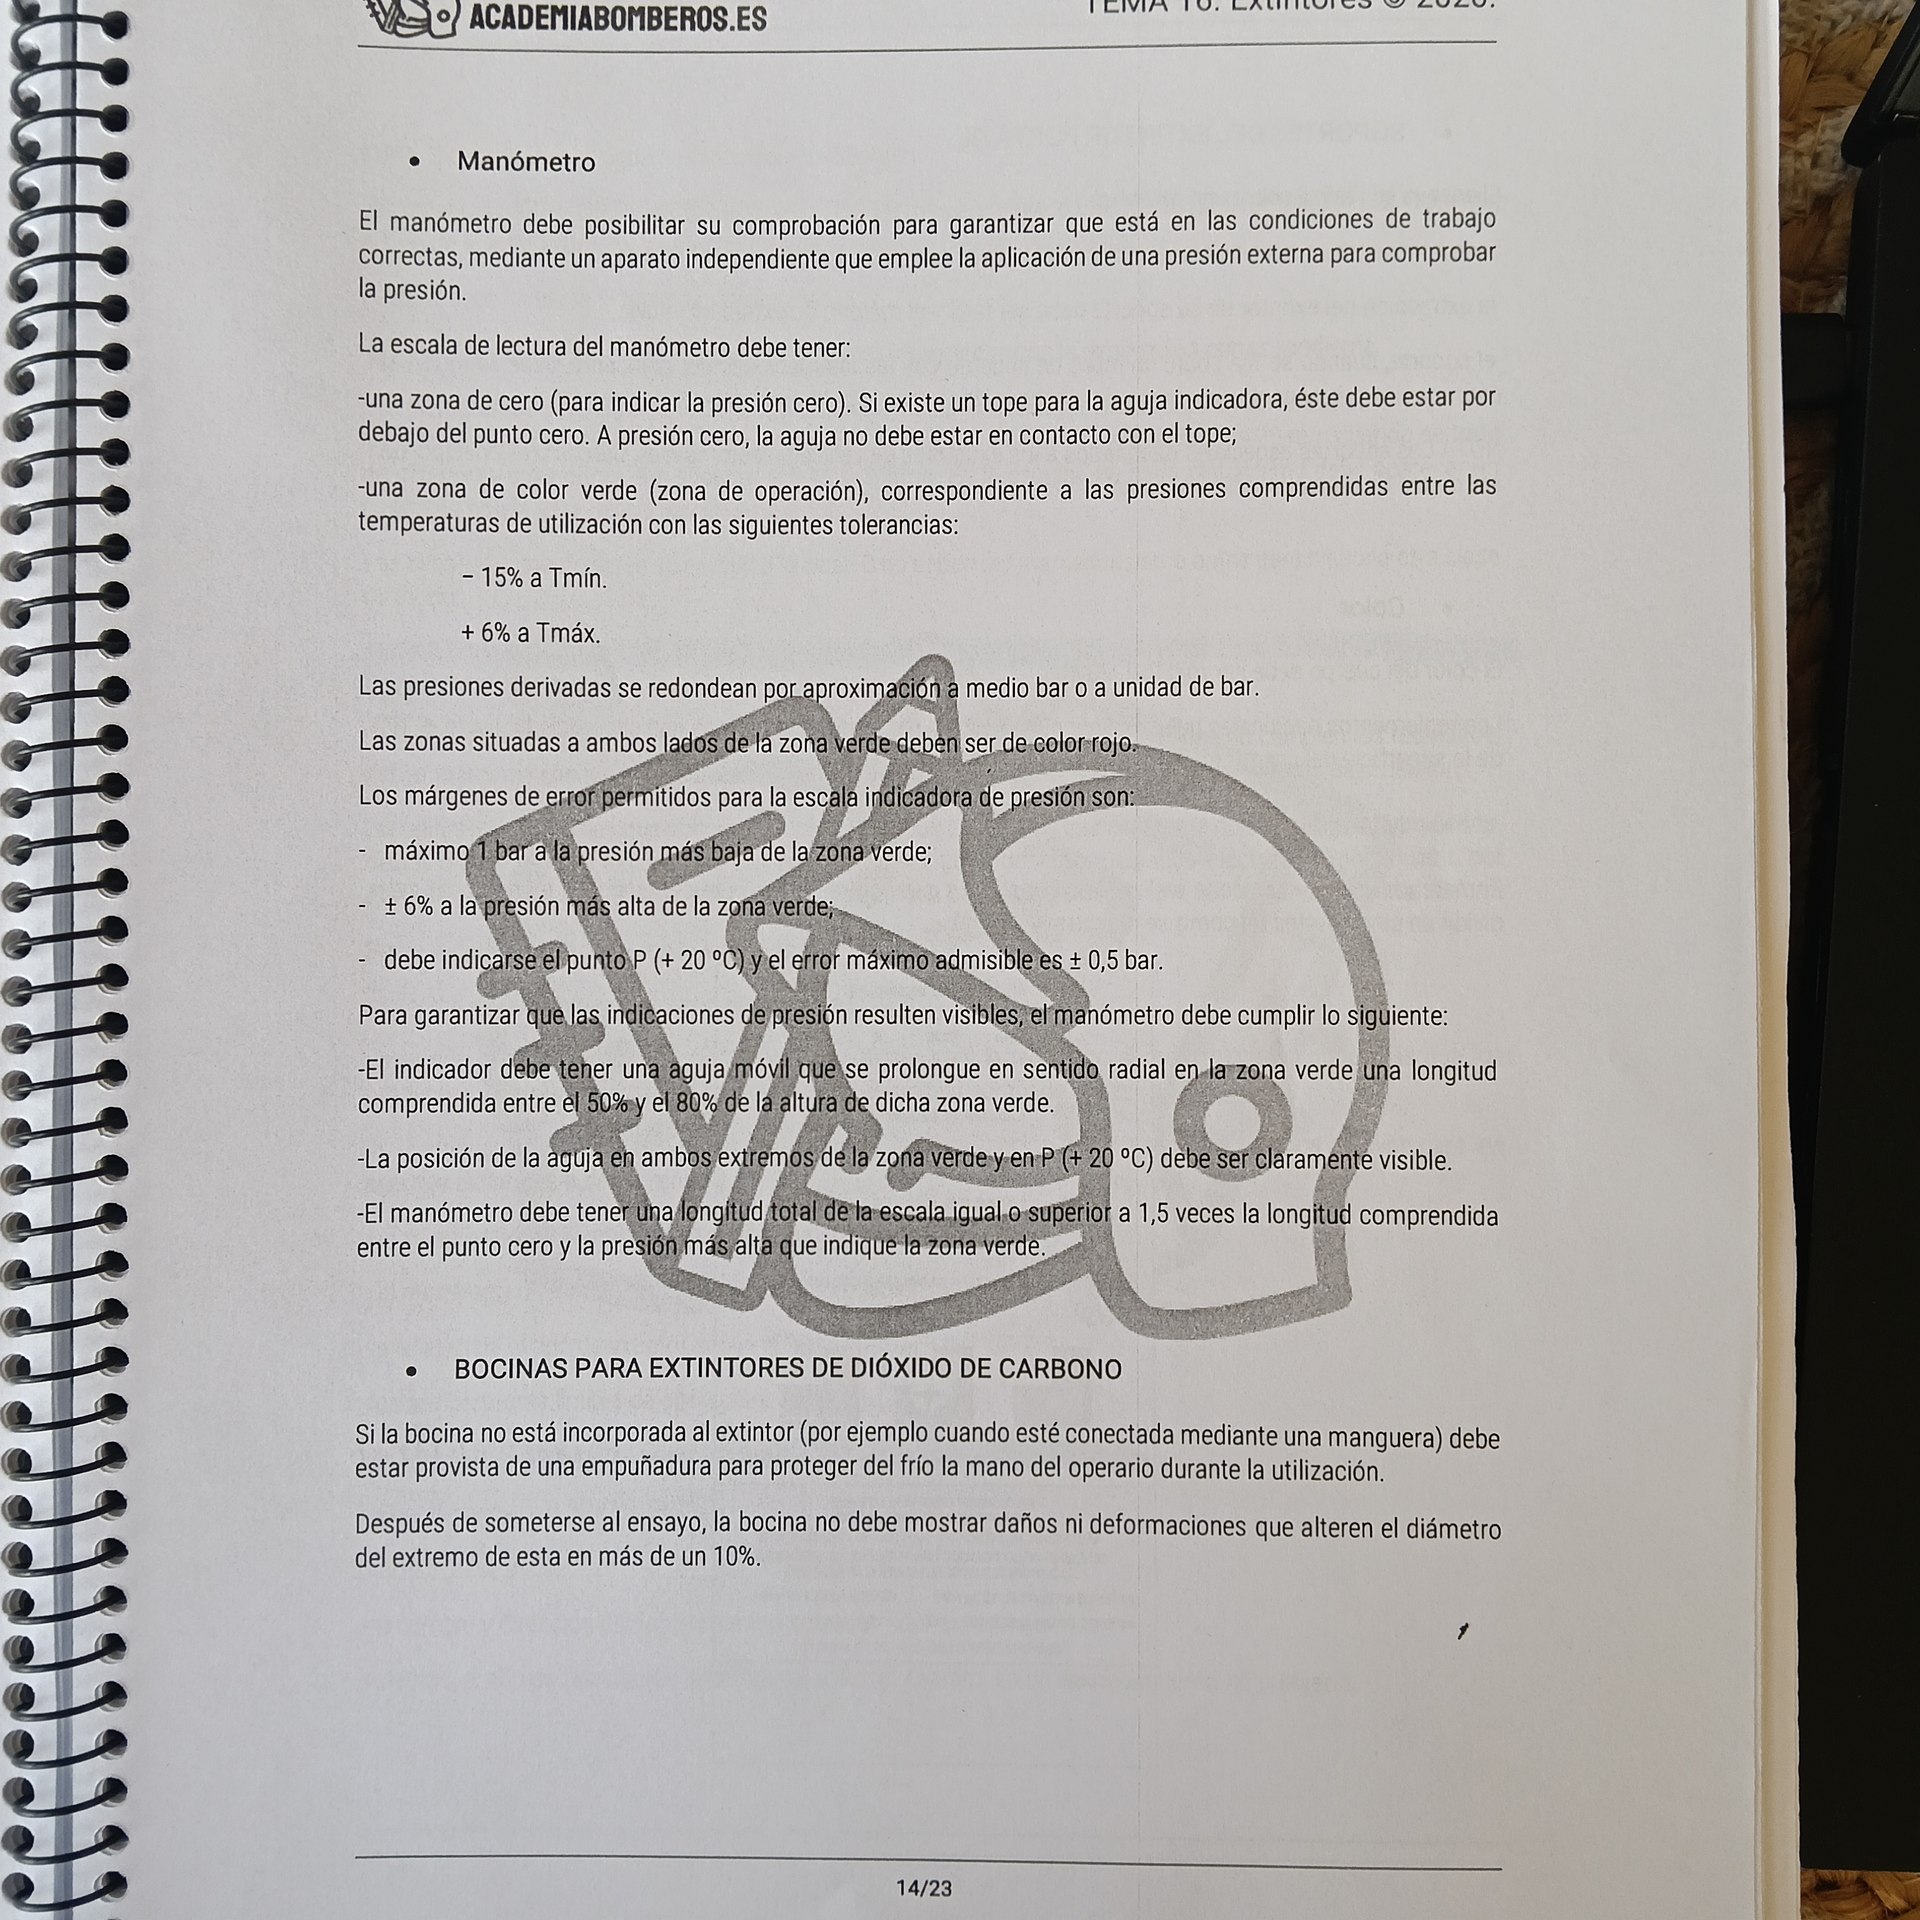 ACADEMIABOMBEROS.ES
TEMA 16. Extintores © 2020.
• Manómetro
El manómetro debe posibilitar su comprobación para garantizar que está en las condiciones de trabajo
correctas, mediante un aparato independiente que emplee la aplicación de una presión externa para comprobar
la presión.
La escala de lectura del manómetro debe tener:
-una zona de cero (para indicar la presión cero). Si existe un tope para la aguja indicadora, éste debe estar por
debajo del punto cero. A presión cero, la aguja no debe estar en contacto con el tope;
-una zona de color verde (zona de operación), correspondiente a las presiones comprendidas entre las
temperaturas de utilización con las siguientes tolerancias:
– 15% a Tmín.
+ 6% a Tmáx.
Las presiones derivadas se redondean por aproximación a medio bar o a unidad de bar.
Las zonas situadas a ambos lados de la zona verde deben ser de color rojo.
Los márgenes de error permitidos para la escala indicadora de presión son:
- máximo 1 bar a la presión más baja de la zona verde;
- ± 6% a la presión más alta de la zona verde;
- debe indicarse el punto P (+ 20 ºC) y el error máximo admisible es ± 0,5 bar.
Para garantizar que las indicaciones de presión resulten visibles, el manómetro debe cumplir lo siguiente:
-El indicador debe tener una aguja móvil que se prolongue en sentido radial en la zona verde una longitud
comprendida entre el 50% y el 80% de la altura de dicha zona verde.
-La posición de la aguja en ambos extremos de la zona verde y en P (+ 20 ºC) debe ser claramente visible.
-El manómetro debe tener una longitud total de la escala igual o superior a 1,5 veces la longitud comprendida
entre el punto cero y la presión más alta que indique la zona verde.
• BOCINAS PARA EXTINTORES DE DIÓXIDO DE CARBONO
Si la bocina no está incorporada al extintor (por ejemplo cuando esté conectada mediante una manguera) debe
estar provista de una empuñadura para proteger del frío la mano del operario durante la utilización.
Después de someterse al ensayo, la bocina no debe mostrar daños ni deformaciones que alteren el diámetro
del extremo de esta en más de un 10%.
14/23